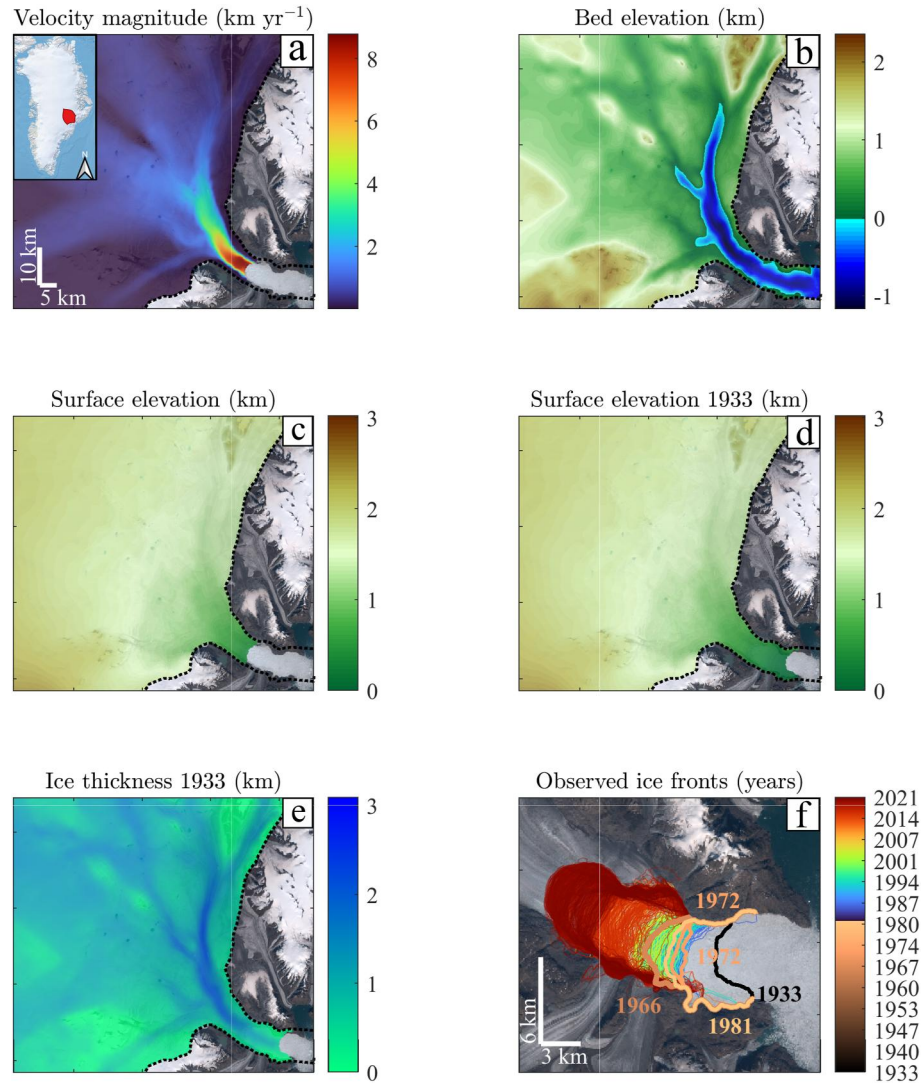 Velocity magnitude (km yr⁻¹)
a
N
10 km
5 km
8
6
4
2
Bed elevation (km)
b
2
1
0
-1
Surface elevation (km)
c
3
2
1
0
Surface elevation 1933 (km)
d
3
2
1
0
Ice thickness 1933 (km)
e
3
2
1
0
Observed ice fronts (years)
f
1972
1972
1933
1966
1981
6 km
3 km
2021
2014
2007
2001
1994
1987
1980
1974
1967
1960
1953
1947
1940
1933